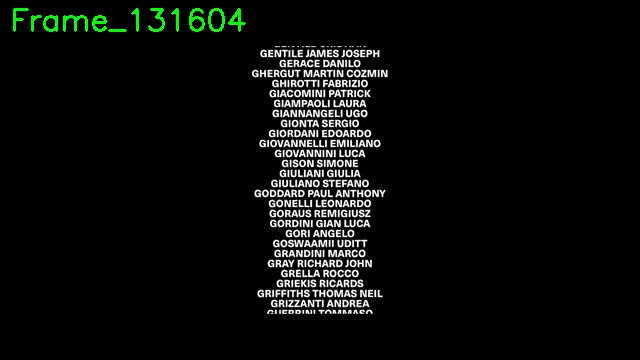 Frame_131604
GENTILE JAMES JOSEPH
GERACE DANILO
GHERGUT MARTIN COZMIN
GHIROTTI FABRIZIO
GIACOMINI PATRICK
GIAMPAOLI LAURA
GIANNANGELI UGO
GIONTA SERGIO
GIORDANI EDOARDO
GIOVANNELLI EMILIANO
GIOVANNINI LUCA
GISON SIMONE
GIULIANI GIULIA
GIULIANO STEFANO
GODDARD PAUL ANTHONY
GONELLI LEONARDO
GORAUS REMIGIUSZ
GORDINI GIAN LUCA
GORI ANGELO
GOSWAAMII UDITT
GRANDINI MARCO
GRAY RICHARD JOHN
GRELLA ROCCO
GRIEKIS RICARDS
GRIFFITHS THOMAS NEIL
GRIZZANTI ANDREA
GUERRINI TOMMASO